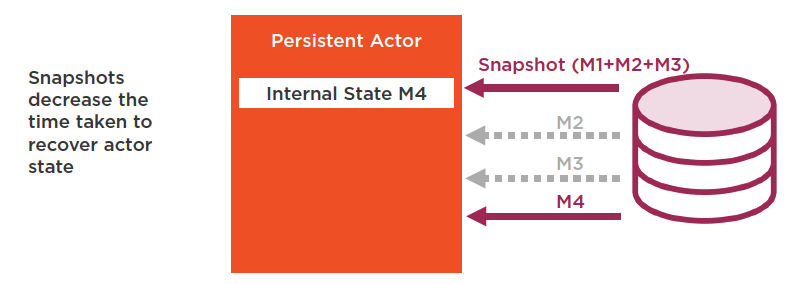 Snapshots
decrease the
time taken to
recover actor
state
Persistent Actor
Internal State M4
Snapshot (M1+M2+M3)
M2
M3
M4